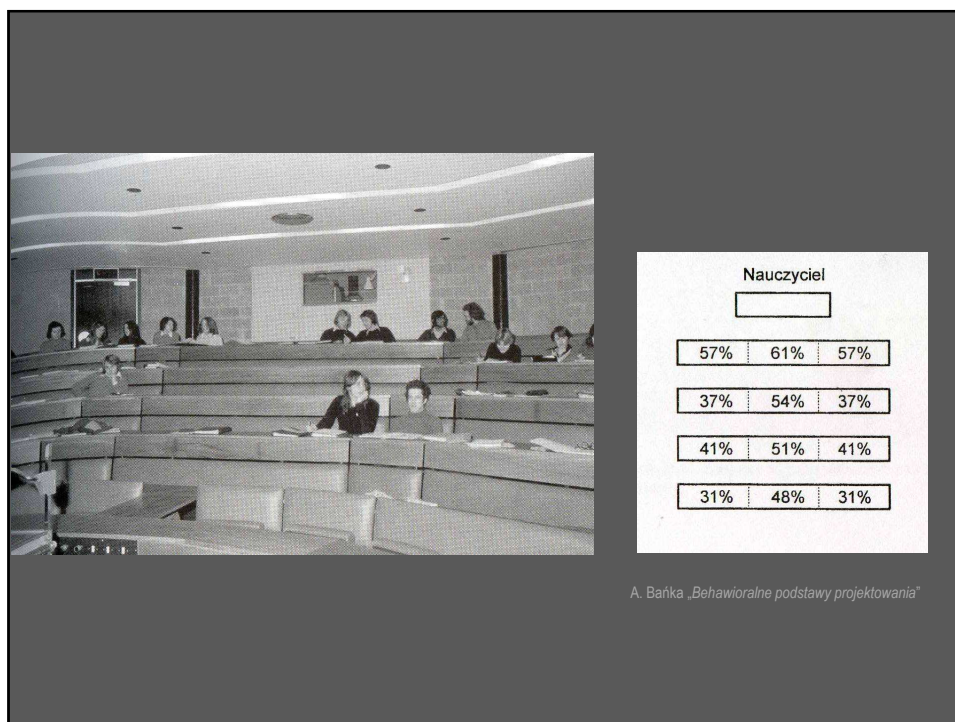 Nauczyciel
57% 61% 57%
37% 54% 37%
41% 51% 41%
31% 48% 31%
A. Bańka „Behawioralne podstawy projektowania”